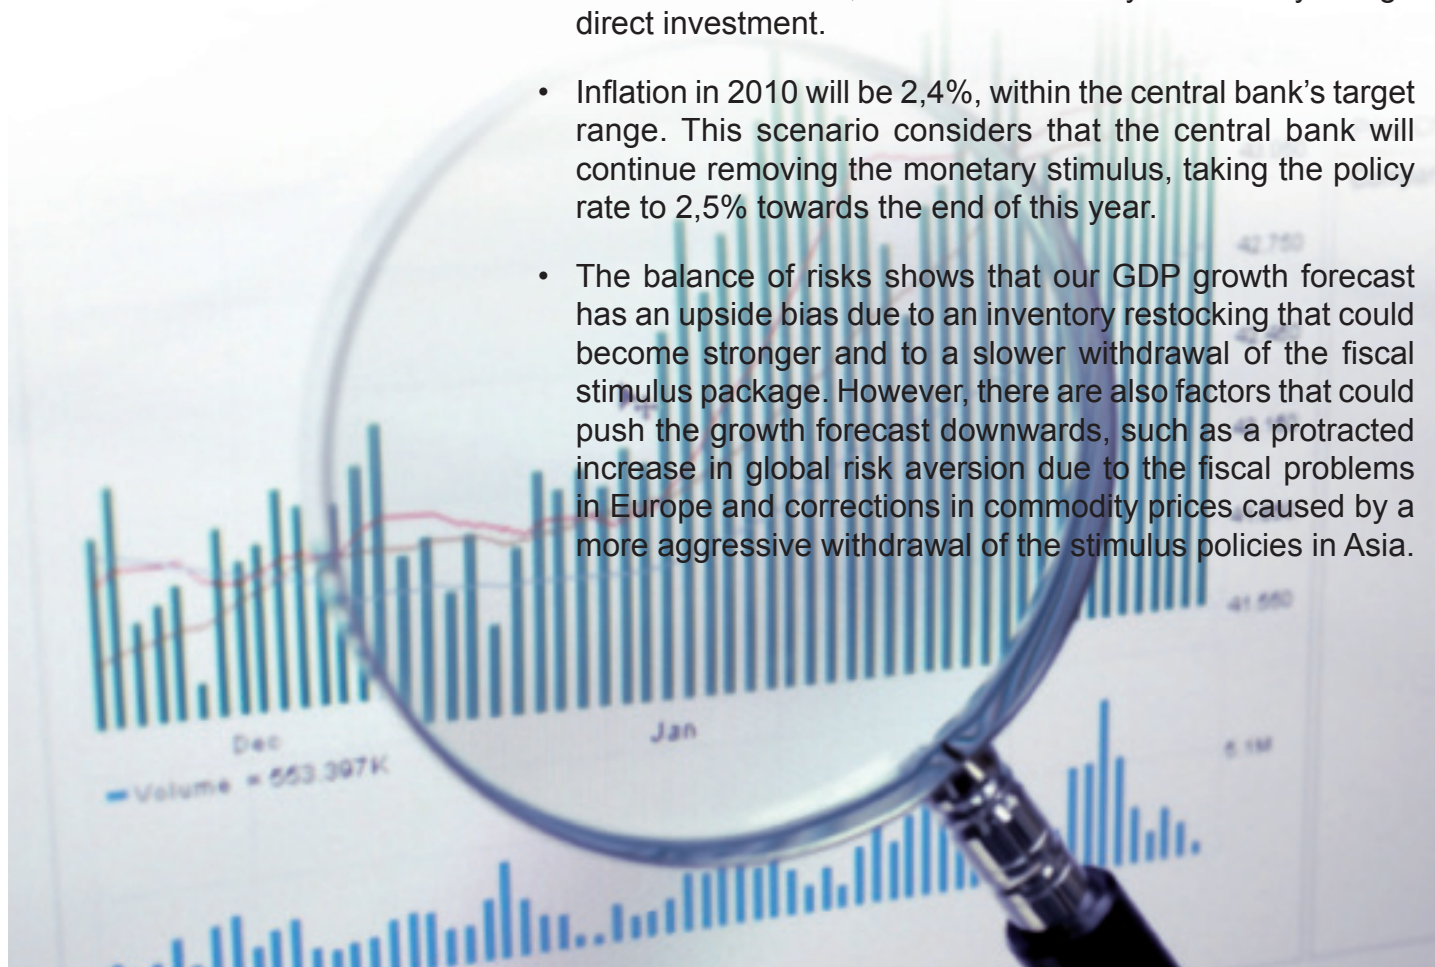 direct investment.
• Inflation in 2010 will be 2,4%, within the central bank’s target
range. This scenario considers that the central bank will
continue removing the monetary stimulus, taking the policy
rate to 2,5% towards the end of this year.
• The balance of risks shows that our GDP growth forecast
has an upside bias due to an inventory restocking that could
become stronger and to a slower withdrawal of the fiscal
stimulus package. However, there are also factors that could
push the growth forecast downwards, such as a protracted
increase in global risk aversion due to the fiscal problems
in Europe and corrections in commodity prices caused by a
more aggressive withdrawal of the stimulus policies in Asia.
42.750
41.550
Dec
Jan
Volume = 553.397K